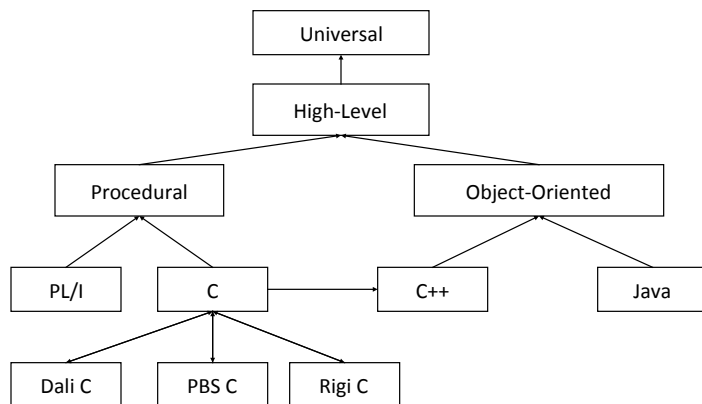 Universal
High-Level
Procedural
Object-Oriented
PL/I
C
C++
Java
Dali C
PBS C
Rigi C